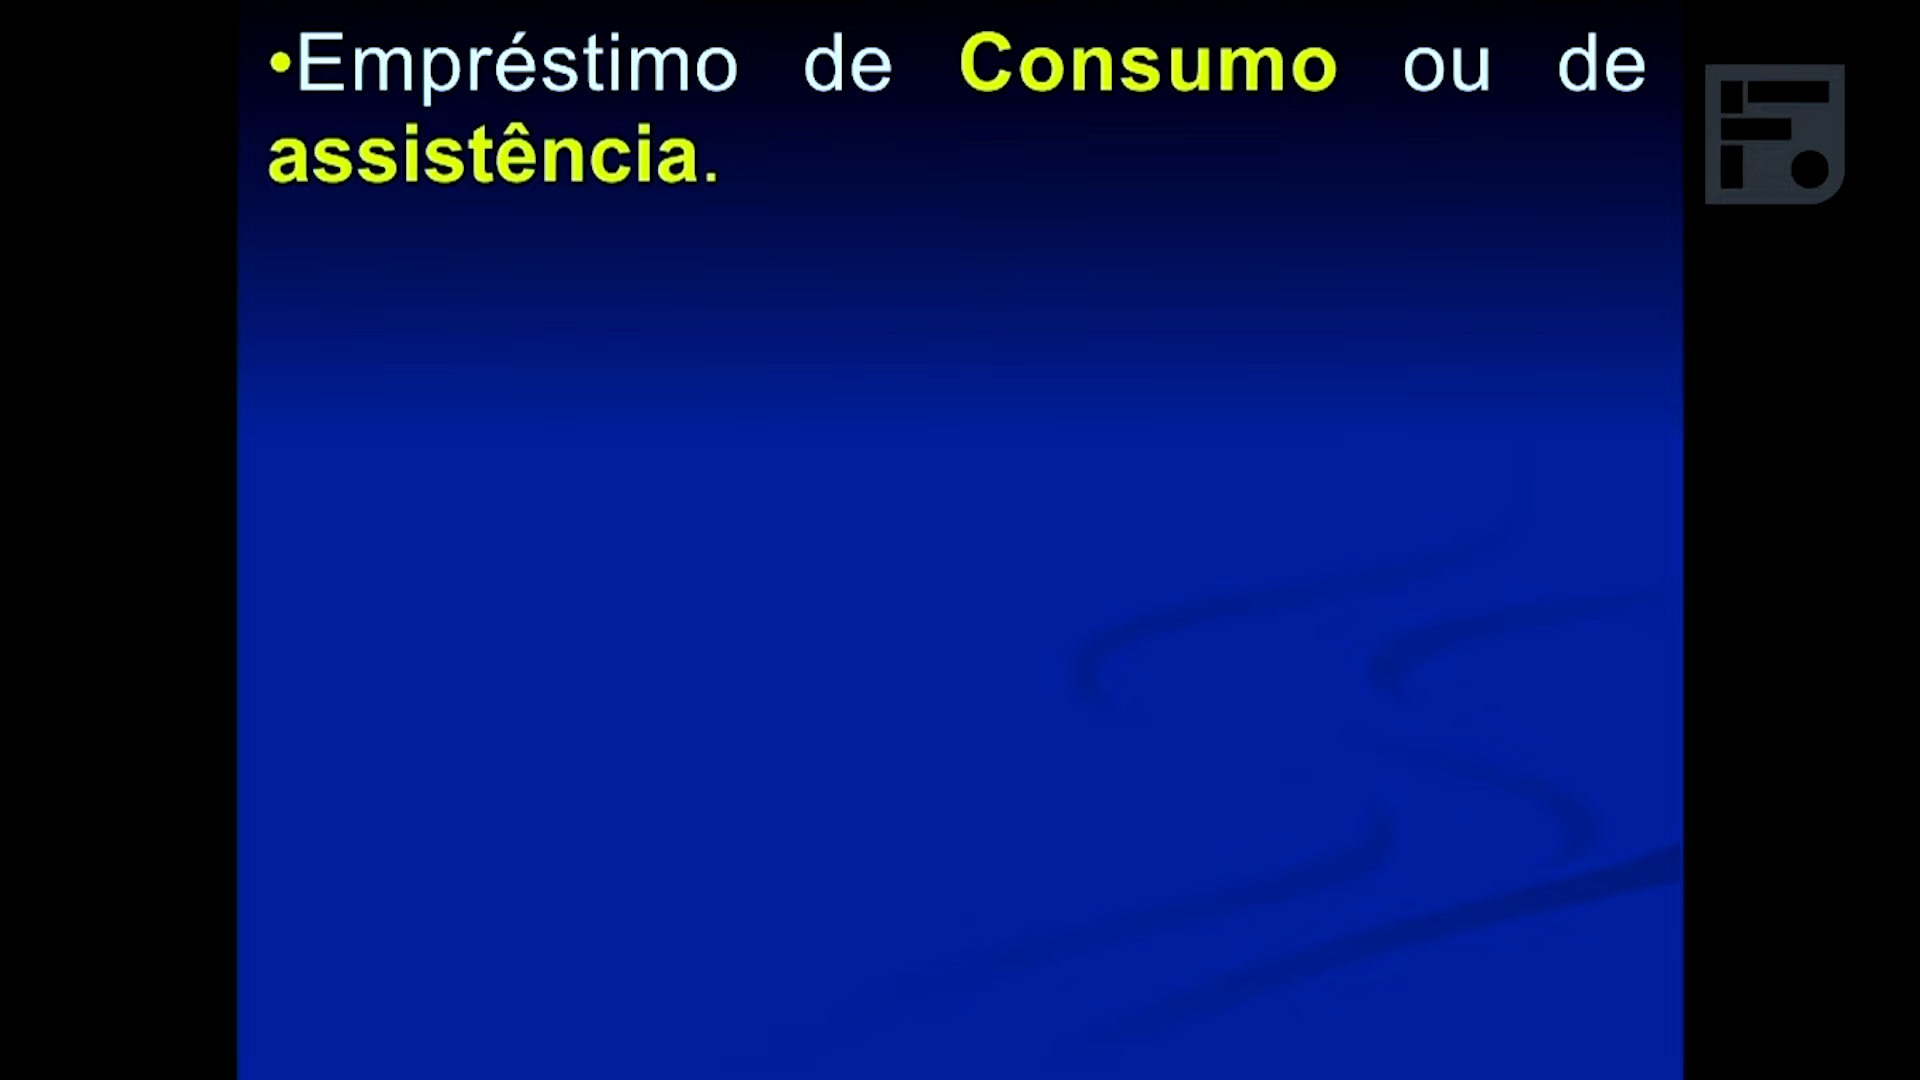 •Empréstimo de Consumo ou de
assistência.